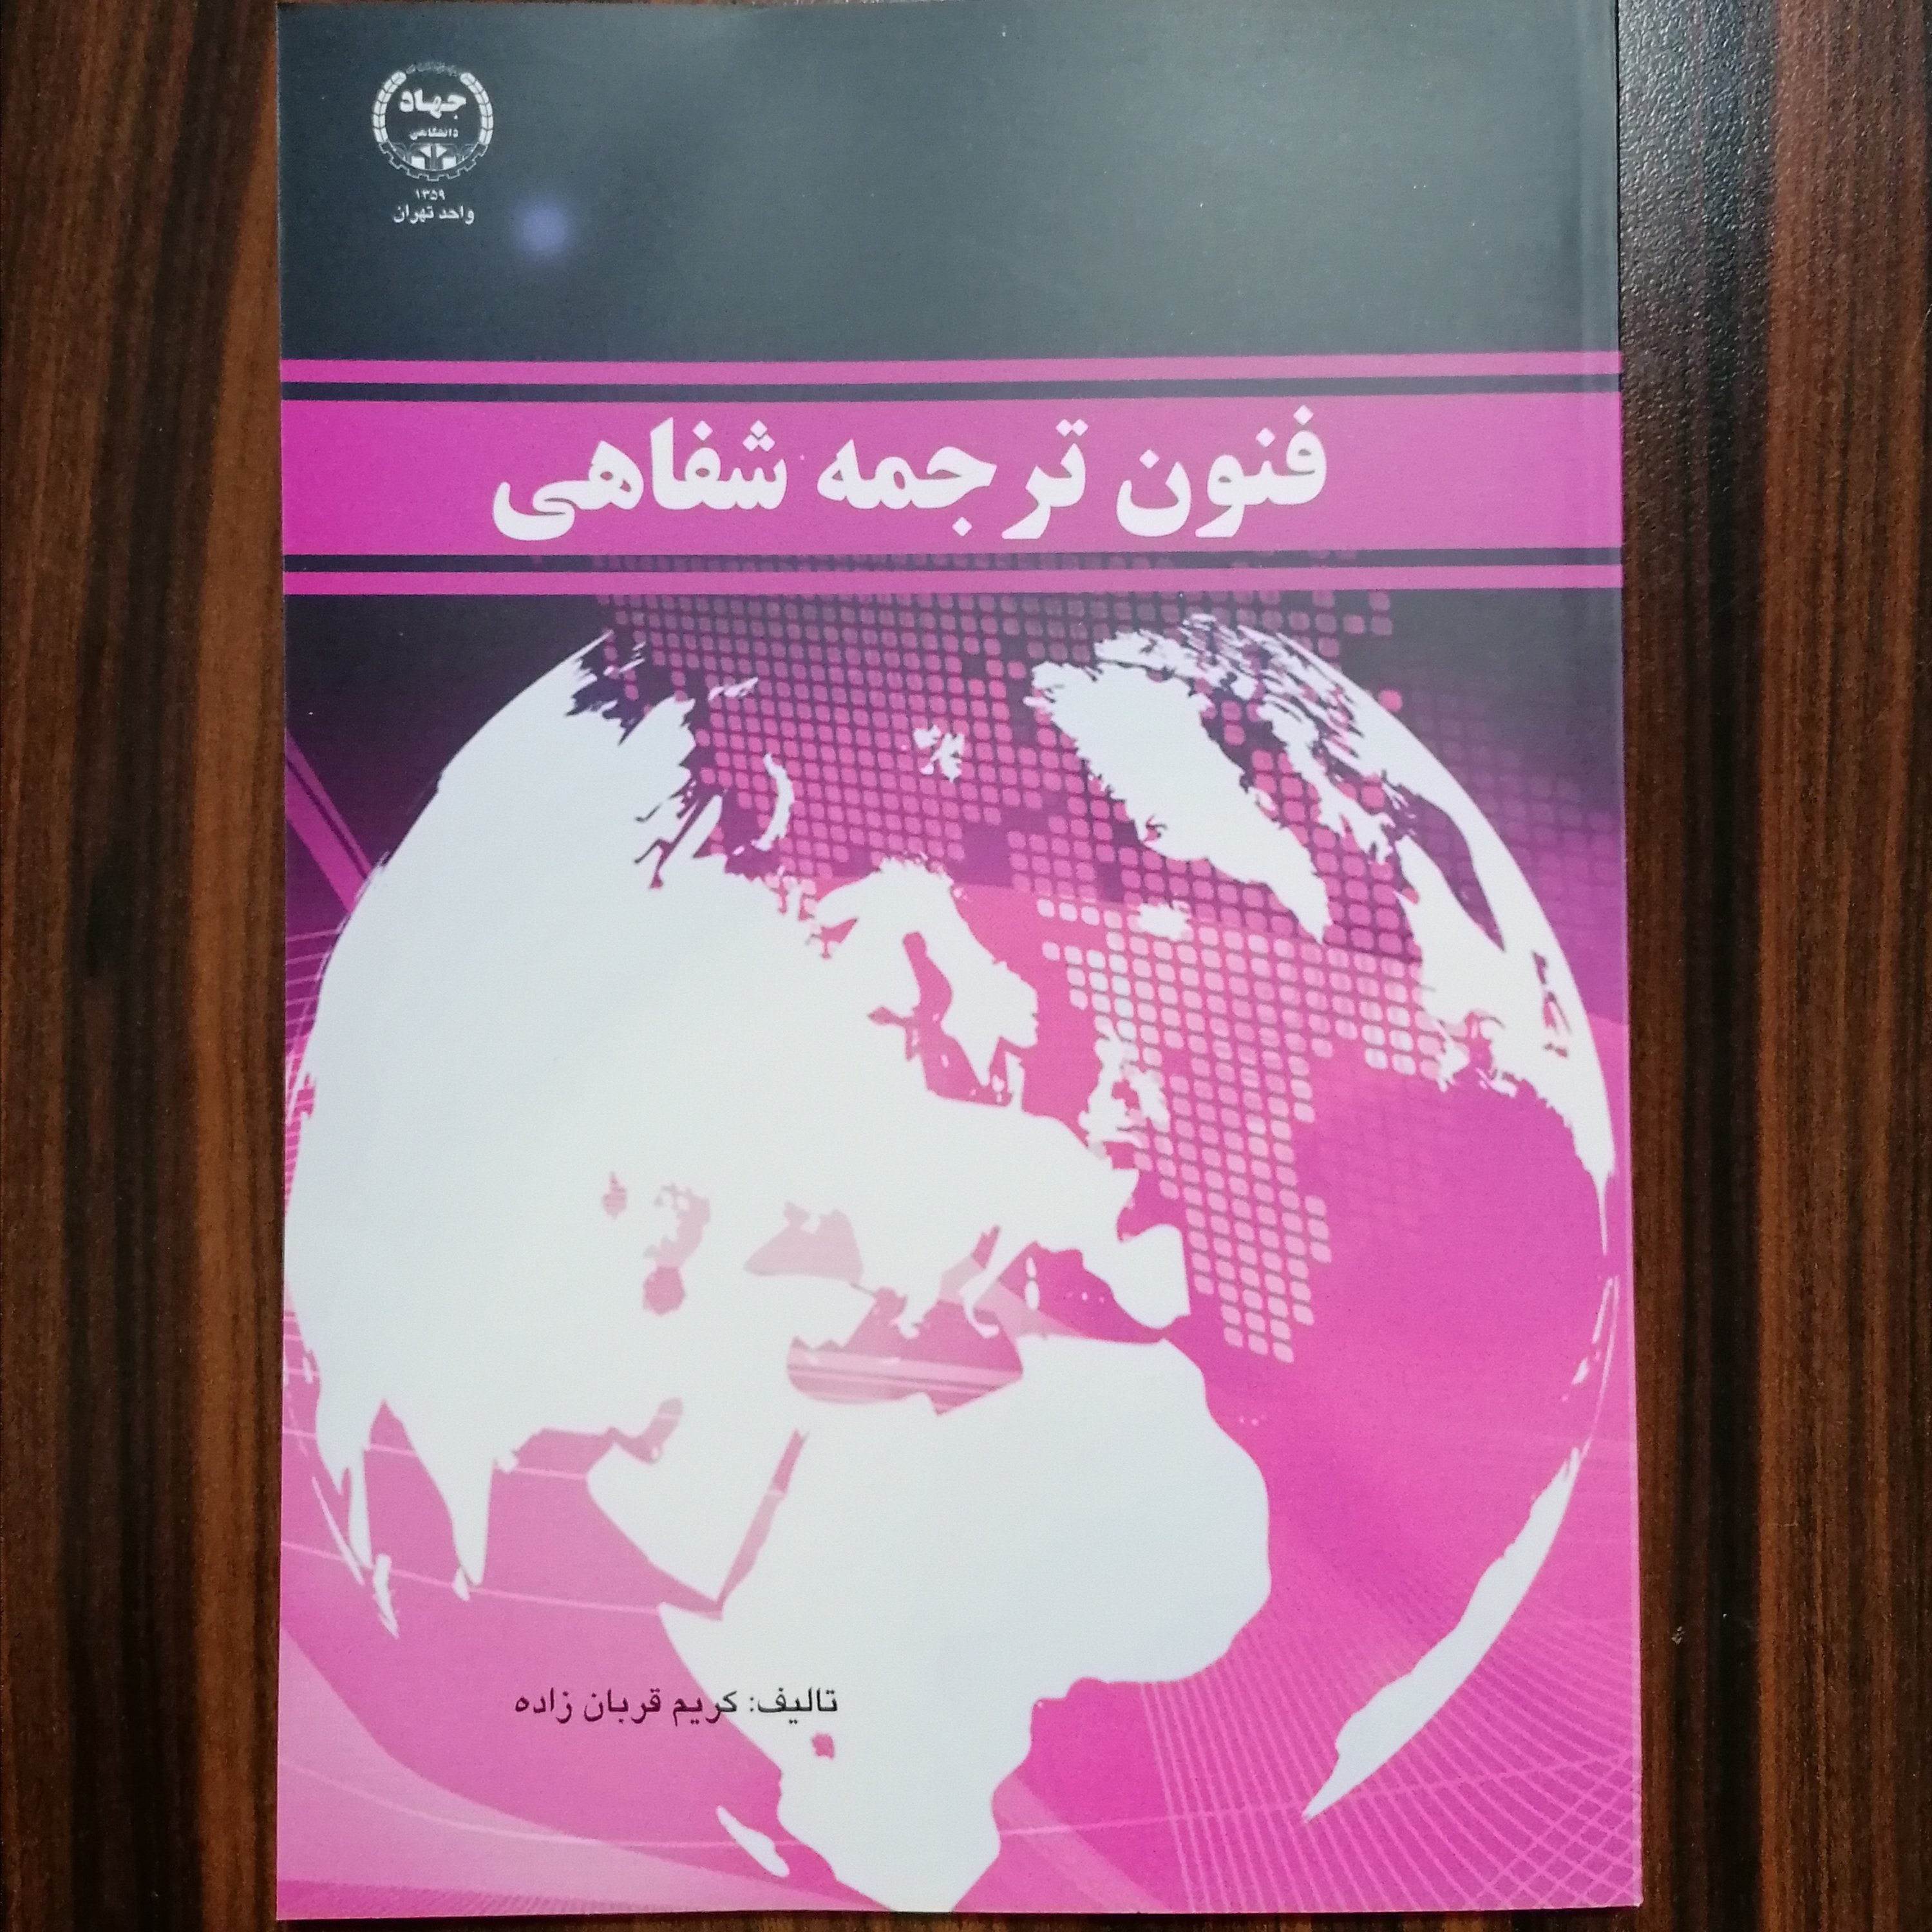 جهاد
دانشگاهی
۱۳۵۹
واحد تهران
فنون ترجمه شفاهی
تالیف: کریم قربان زاده